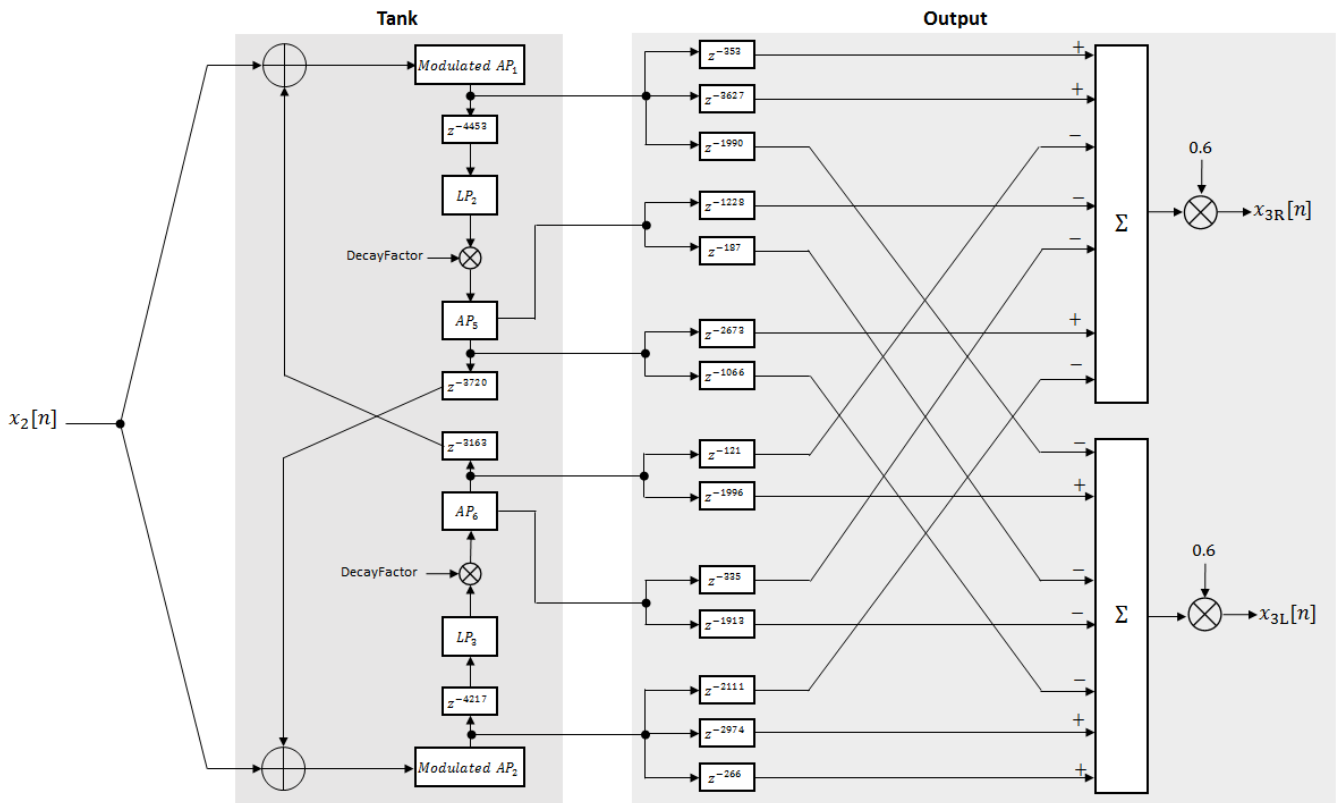 Tank
Output
Modulated AP₁
z⁻³⁵³
+
z⁻³⁶²⁷
+
z⁻⁴⁴⁵³
z⁻¹⁹⁹⁰
−
0.6
LP₂
z⁻¹²²⁸
−
Σ
x₃R[n]
z⁻¹⁸⁷
−
DecayFactor
AP₅
z⁻²⁶⁷³
+
z⁻³⁷²⁰
z⁻¹⁰⁶⁶
−
x₂[n]
z⁻³¹⁶³
z⁻¹²¹
−
AP₆
z⁻¹⁹⁹⁶
+
0.6
DecayFactor
z⁻³³⁵
−
LP₃
z⁻¹⁹¹³
−
Σ
x₃L[n]
z⁻⁴²¹⁷
z⁻²¹¹¹
−
z⁻²⁹⁷⁴
+
Modulated AP₂
z⁻²⁶⁶
+